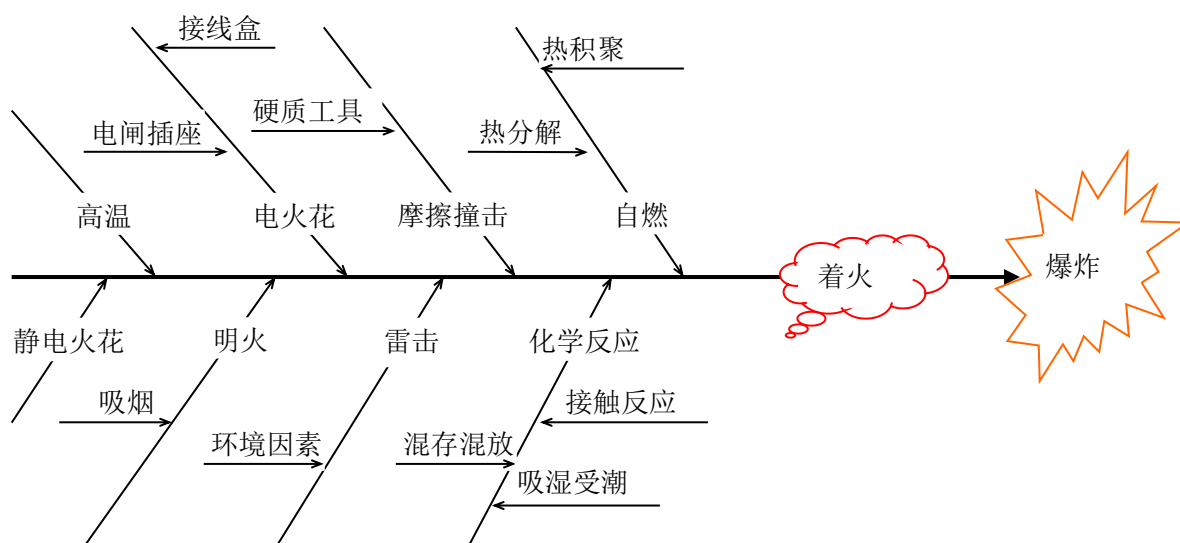 接线盒
热积聚
硬质工具
电闸插座
热分解
高温
电火花
摩擦撞击
自燃
着火
爆炸
静电火花
明火
雷击
化学反应
吸烟
接触反应
环境因素
混存混放
吸湿受潮